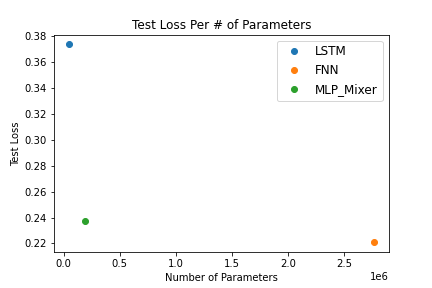 Test Loss Per # of Parameters
Test Loss
0.38
0.36
0.34
0.32
0.30
0.28
0.26
0.24
0.22
LSTM
FNN
MLP_Mixer
0.0 0.5 1.0 1.5 2.0 2.5
1e6
Number of Parameters